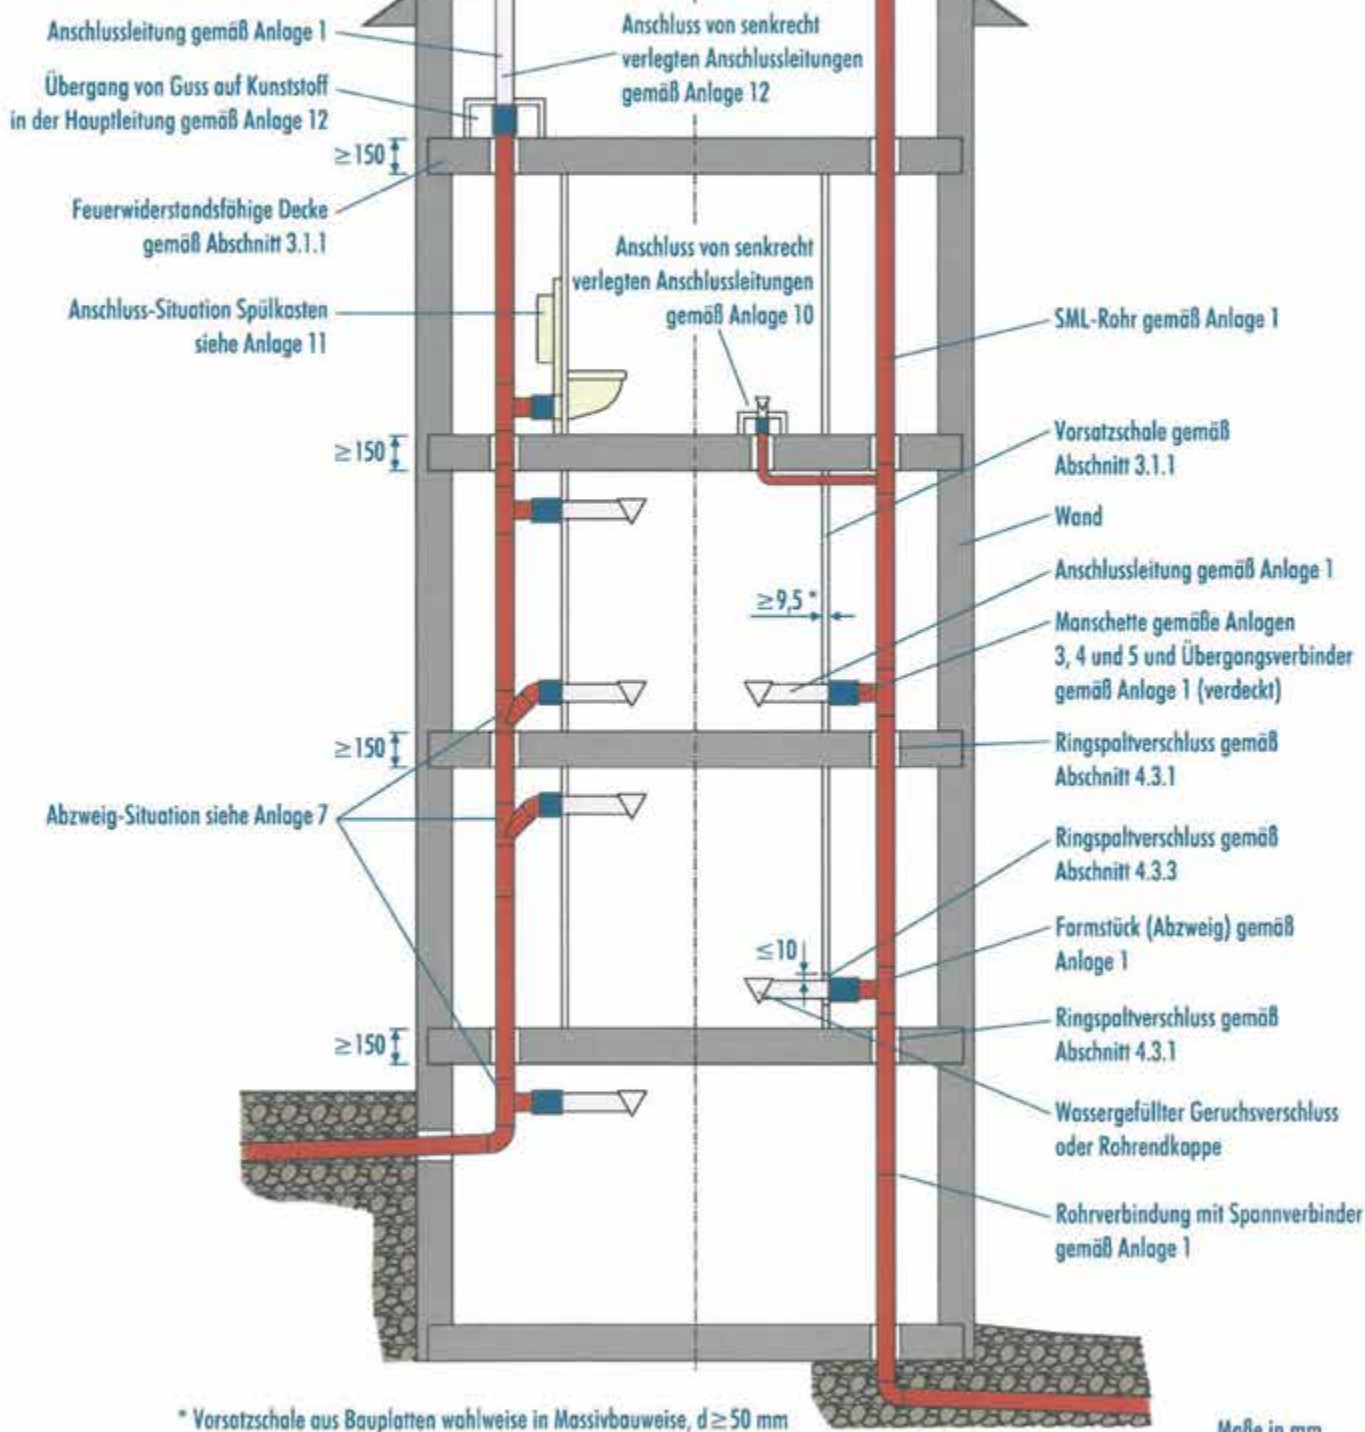 Anschlussleitung gemäß Anlage 1
Übergang von Guss auf Kunststoff
in der Hauptleitung gemäß Anlage 12
Anschluss von senkrecht
verlegten Anschlussleitungen
gemäß Anlage 12
≥150
Feuerwiderstandsfähige Decke
gemäß Abschnitt 3.1.1
Anschluss von senkrecht
verlegten Anschlussleitungen
gemäß Anlage 10
Anschluss-Situation Spülkasten
siehe Anlage 11
SML-Rohr gemäß Anlage 1
≥150
Vorsatzschale gemäß
Abschnitt 3.1.1
Wand
Anschlussleitung gemäß Anlage 1
≥9,5 *
Manschette gemäße Anlagen
3, 4 und 5 und Übergangsverbinder
gemäß Anlage 1 (verdeckt)
≥150
Ringspaltverschluss gemäß
Abschnitt 4.3.1
Abzweig-Situation siehe Anlage 7
Ringspaltverschluss gemäß
Abschnitt 4.3.3
≤10
Formstück (Abzweig) gemäß
Anlage 1
≥150
Ringspaltverschluss gemäß
Abschnitt 4.3.1
Wassergefüllter Geruchsverschluss
oder Rohrendkappe
Rohrverbindung mit Spannverbinder
gemäß Anlage 1
* Vorsatzschale aus Bauplatten wahlweise in Massivbauweise, d ≥ 50 mm
Maße in mm